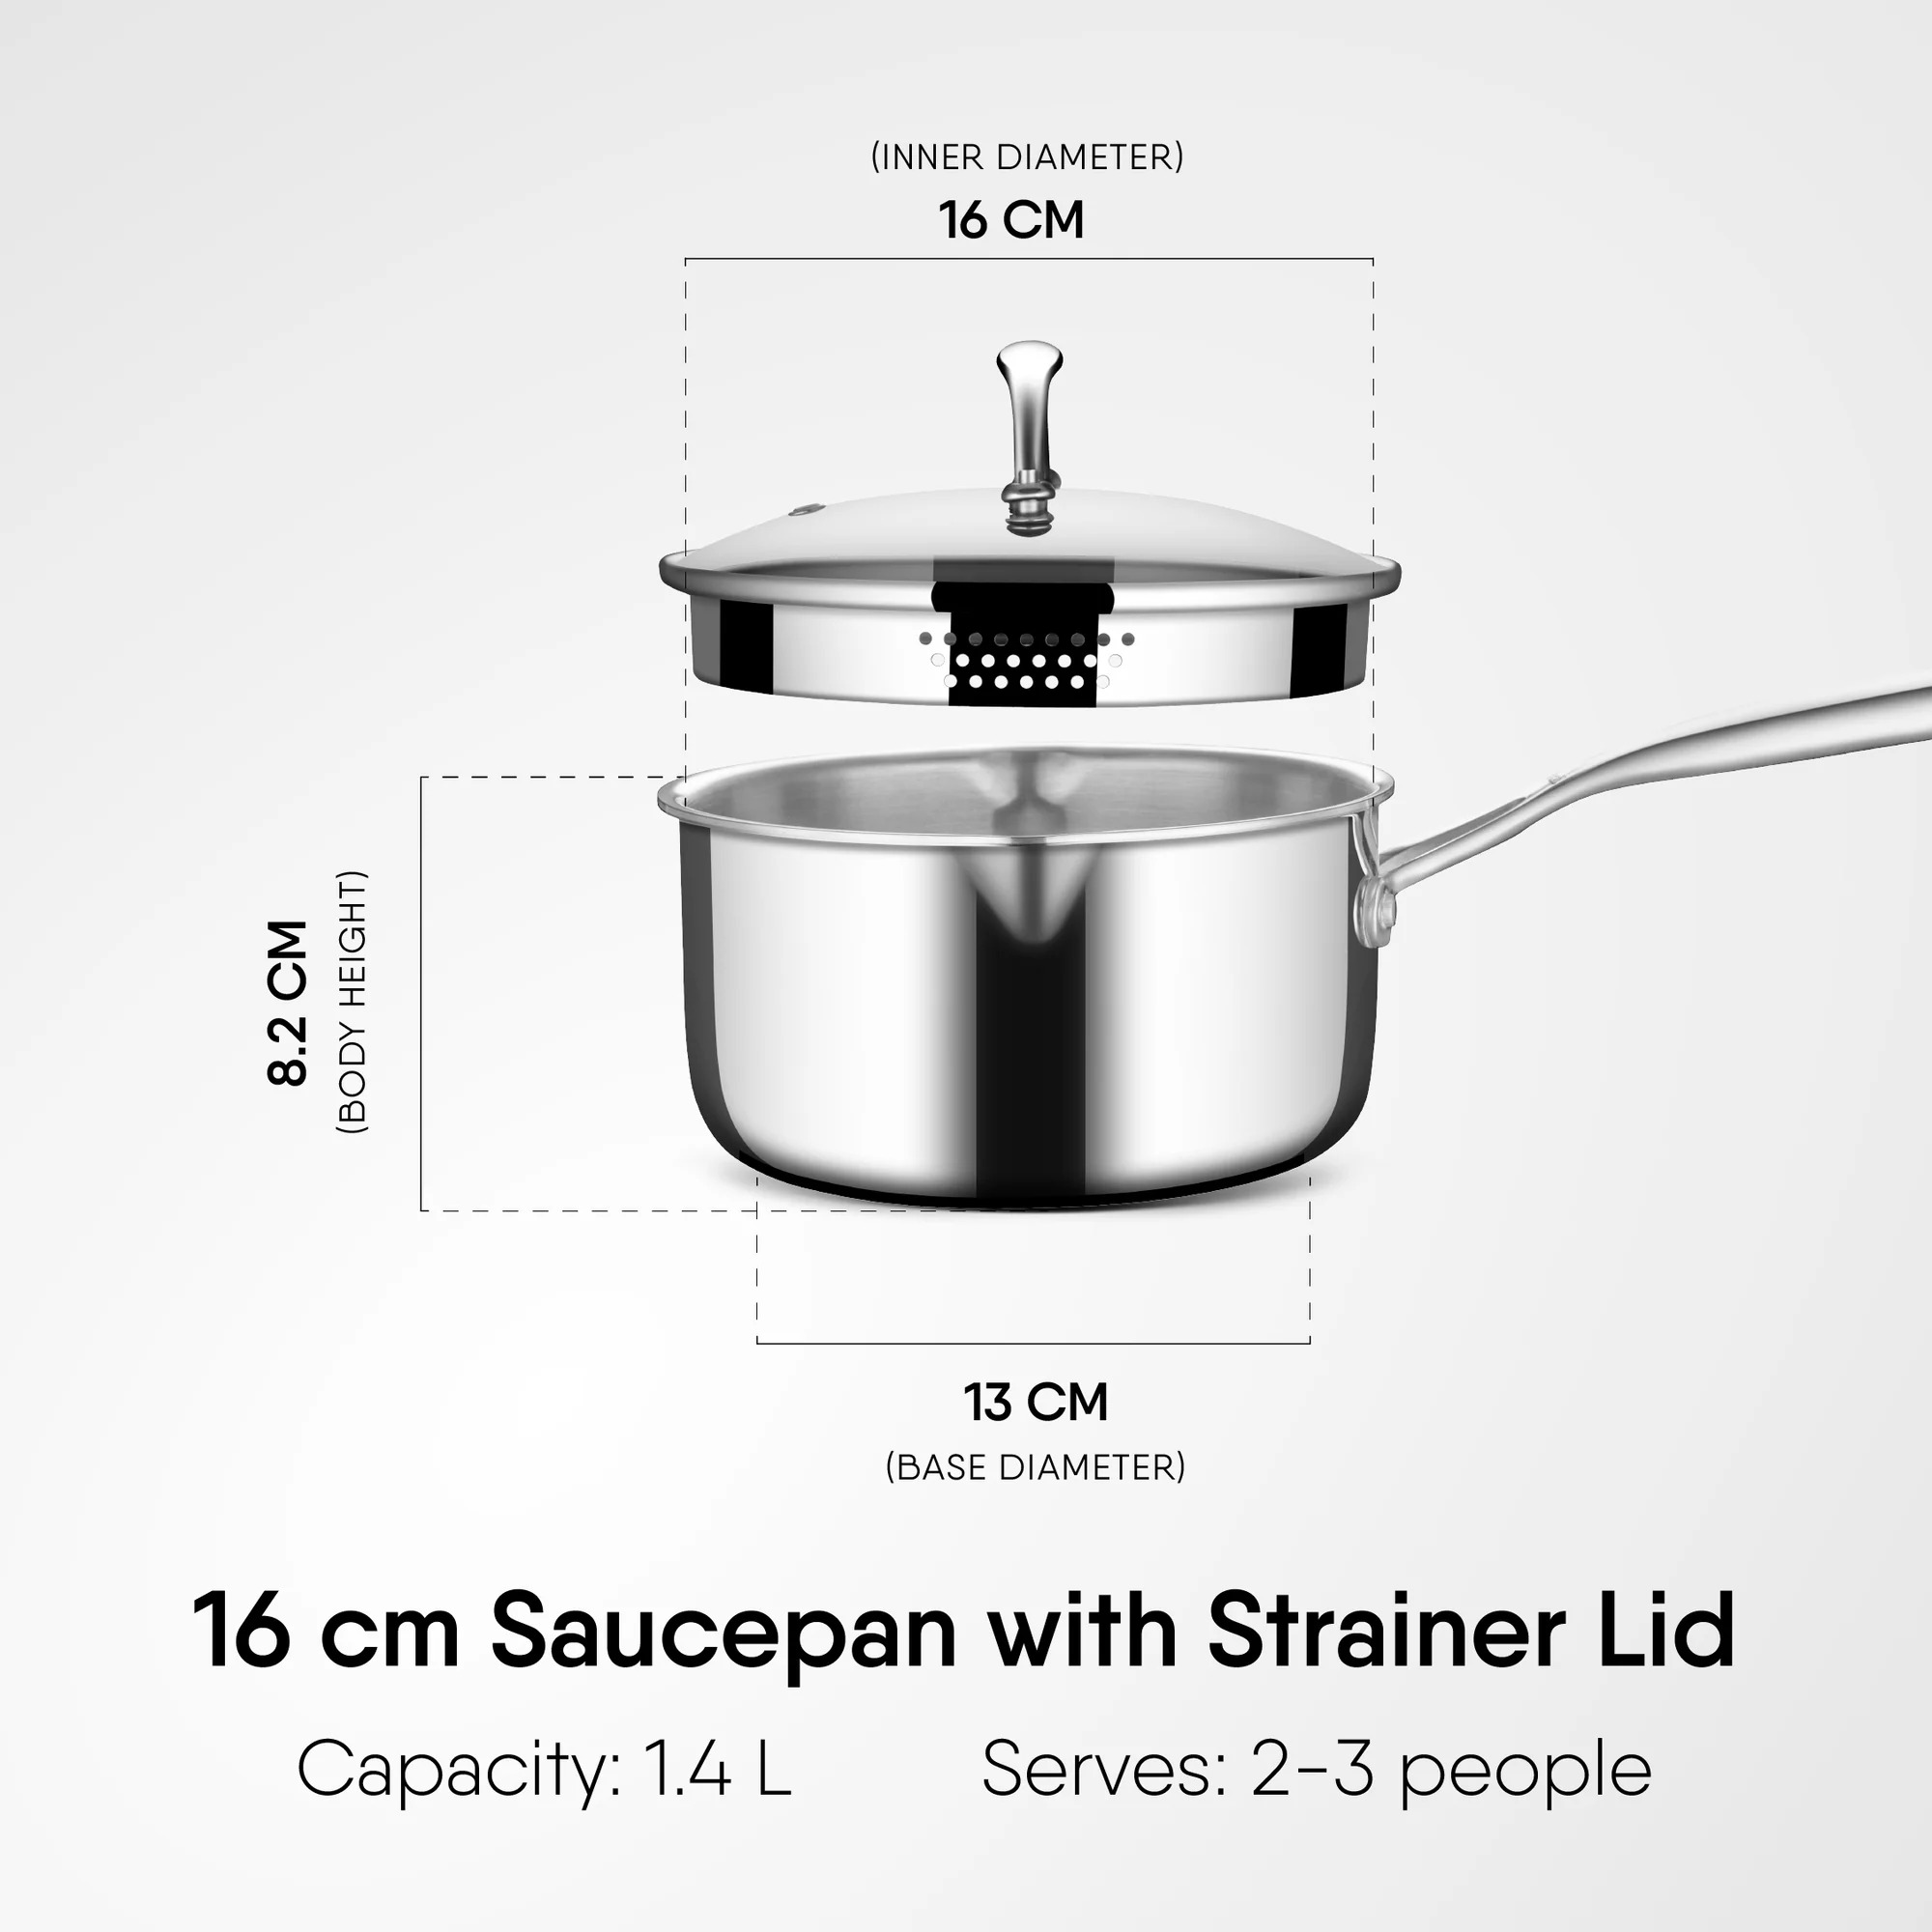 (INNER DIAMETER)
16 CM
8.2 CM
(BODY HEIGHT)
13 CM
(BASE DIAMETER)
16 cm Saucepan with Strainer Lid
Capacity: 1.4 L
Serves: 2-3 people